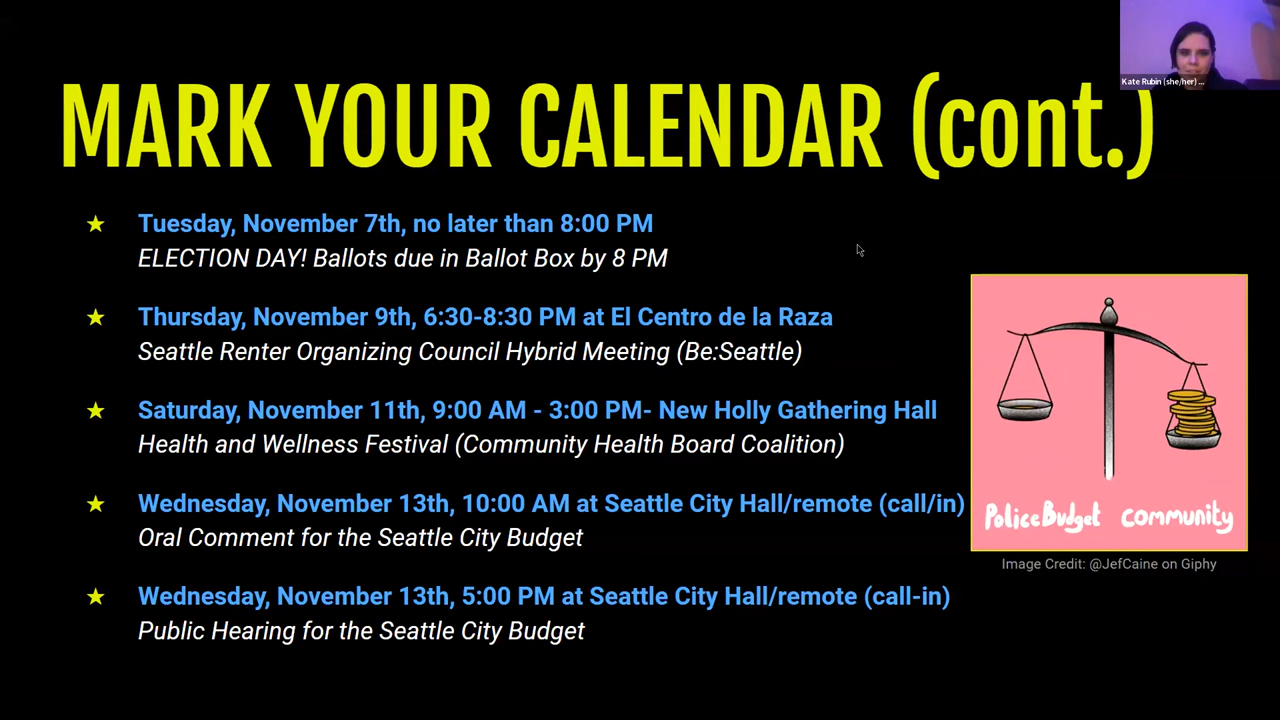 Kate Rubin (she/her) ...
MARK YOUR CALENDAR (cont.)
★ Tuesday, November 7th, no later than 8:00 PM
ELECTION DAY! Ballots due in Ballot Box by 8 PM
★ Thursday, November 9th, 6:30-8:30 PM at El Centro de la Raza
Seattle Renter Organizing Council Hybrid Meeting (Be:Seattle)
★ Saturday, November 11th, 9:00 AM - 3:00 PM- New Holly Gathering Hall
Health and Wellness Festival (Community Health Board Coalition)
★ Wednesday, November 13th, 10:00 AM at Seattle City Hall/remote (call/in)
Oral Comment for the Seattle City Budget
★ Wednesday, November 13th, 5:00 PM at Seattle City Hall/remote (call-in)
Public Hearing for the Seattle City Budget
Police Budget community
Image Credit: @JefCaine on Giphy